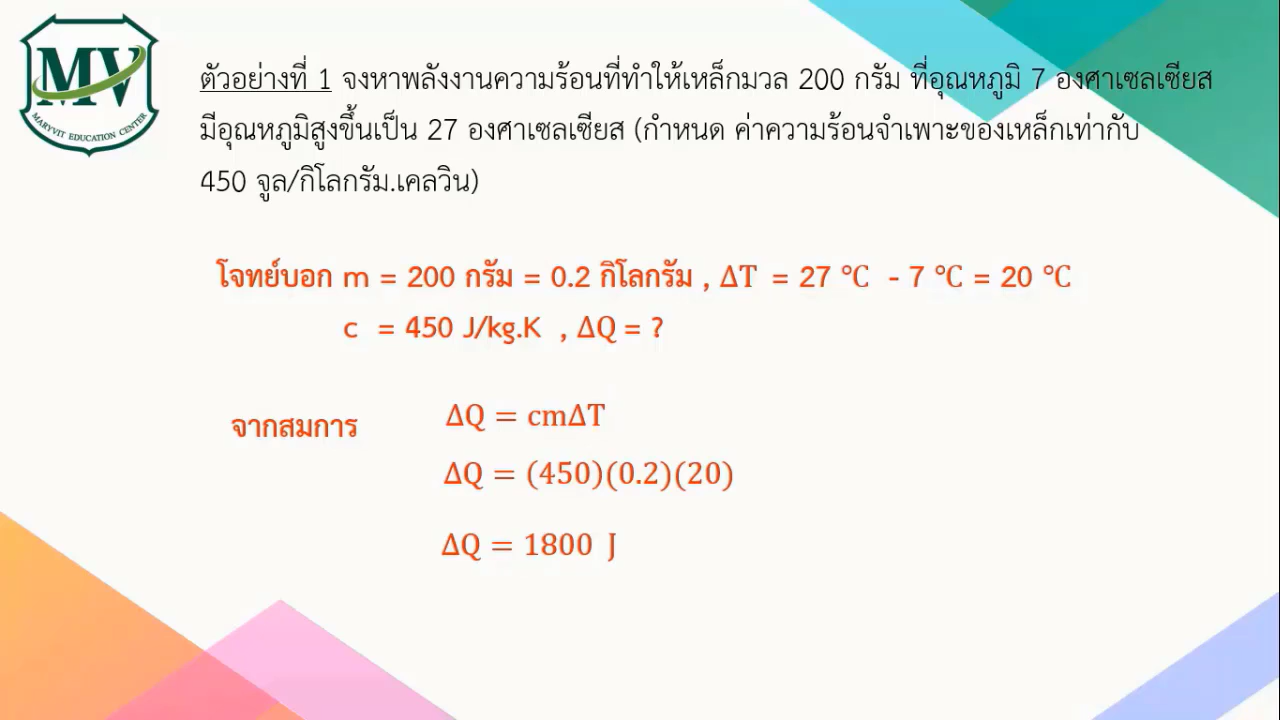 MV
MARYVIT EDUCATION CENTER
ตัวอย่างที่ 1 จงหาพลังงานความร้อนที่ทำให้เหล็กมวล 200 กรัม ที่อุณหภูมิ 7 องศาเซลเซียส
มีอุณหภูมิสูงขึ้นเป็น 27 องศาเซลเซียส (กำหนด ค่าความร้อนจำเพาะของเหล็กเท่ากับ
450 จูล/กิโลกรัม.เคลวิน)
โจทย์บอก m = 200 กรัม = 0.2 กิโลกรัม , ΔT = 27 ℃ - 7 ℃ = 20 ℃
c = 450 J/kg.K , ΔQ = ?
จากสมการ ΔQ = cmΔT
ΔQ = (450)(0.2)(20)
ΔQ = 1800 J